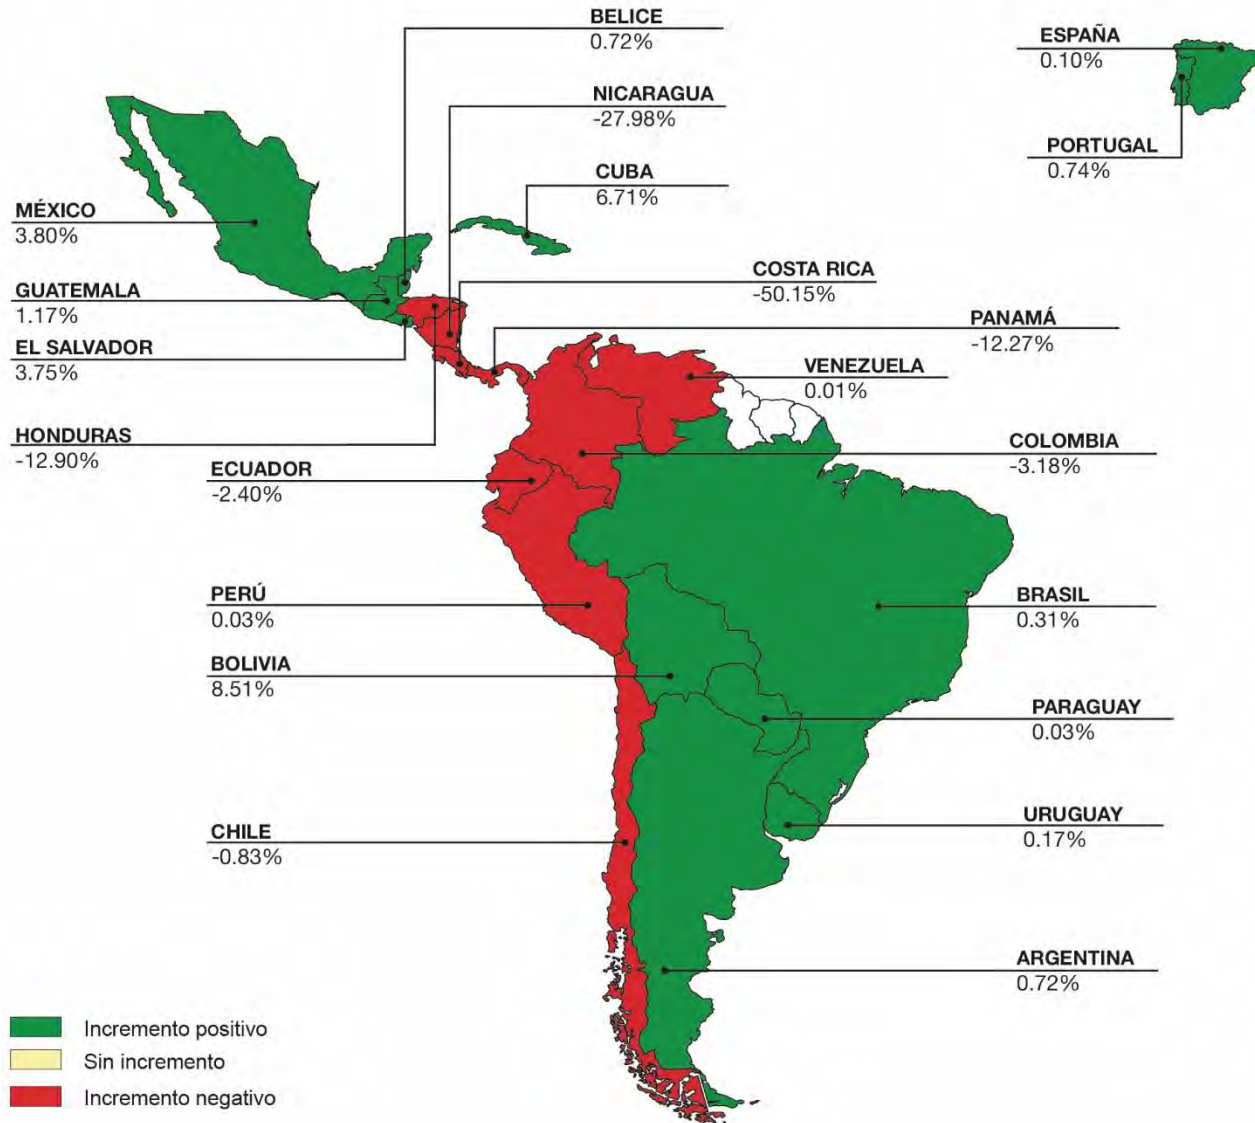 BELICE
0.72%
ESPAÑA
0.10%
NICARAGUA
-27.98%
PORTUGAL
0.74%
CUBA
6.71%
MÉXICO
3.80%
COSTA RICA
-50.15%
GUATEMALA
1.17%
PANAMÁ
-12.27%
EL SALVADOR
3.75%
VENEZUELA
0.01%
HONDURAS
-12.90%
COLOMBIA
-3.18%
ECUADOR
-2.40%
PERÚ
0.03%
BRASIL
0.31%
BOLIVIA
8.51%
PARAGUAY
0.03%
CHILE
-0.83%
URUGUAY
0.17%
ARGENTINA
0.72%
Incremento positivo
Sin incremento
Incremento negativo